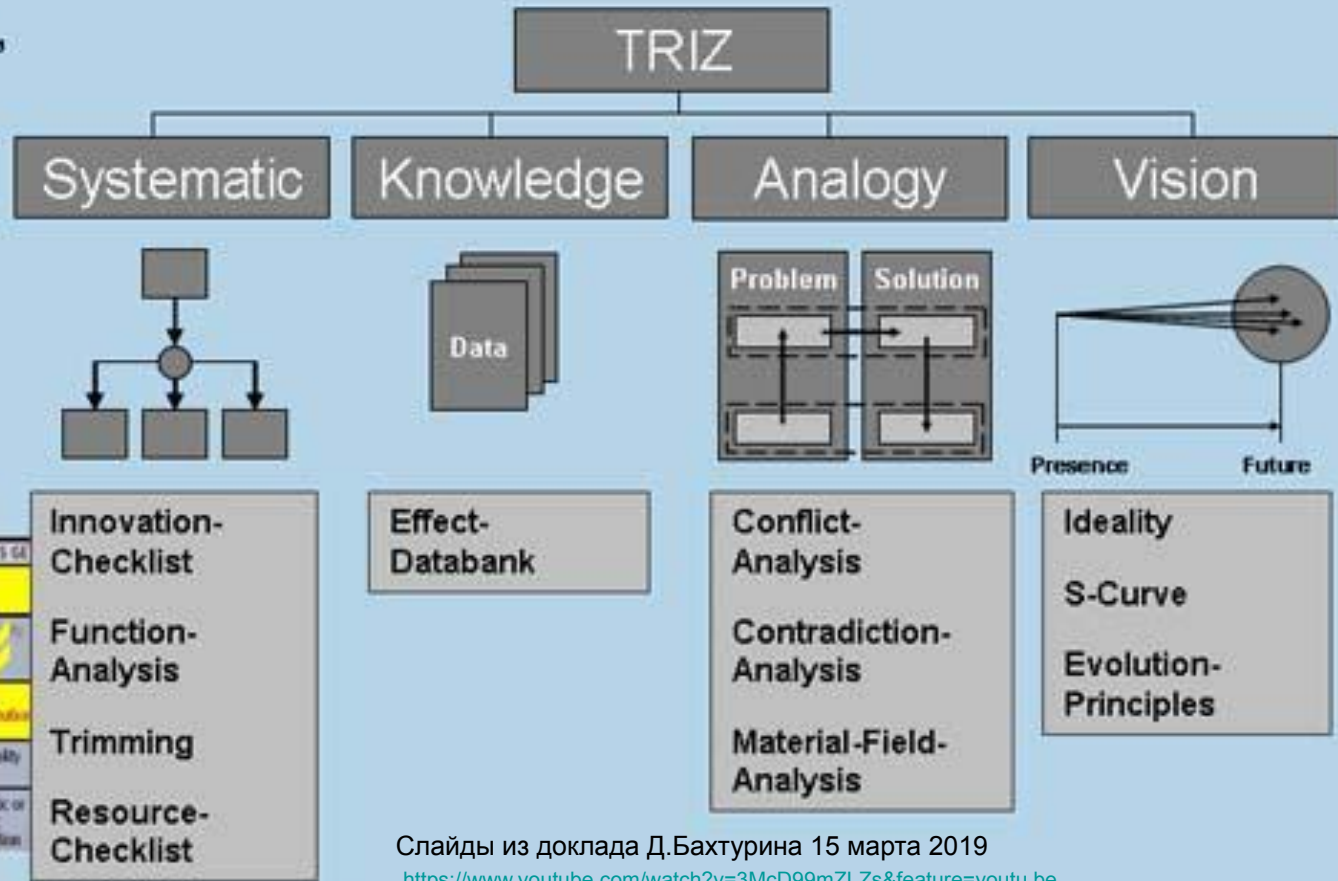 TRIZ
Systematic
Knowledge
Analogy
Vision
Data
Problem
Solution
Presence
Future
Innovation-
Checklist
Function-
Analysis
Trimming
Resource-
Checklist
Effect-
Databank
Conflict-
Analysis
Contradiction-
Analysis
Material-Field-
Analysis
Ideality
S-Curve
Evolution-
Principles
Слайды из доклада Д.Бахтурина 15 марта 2019